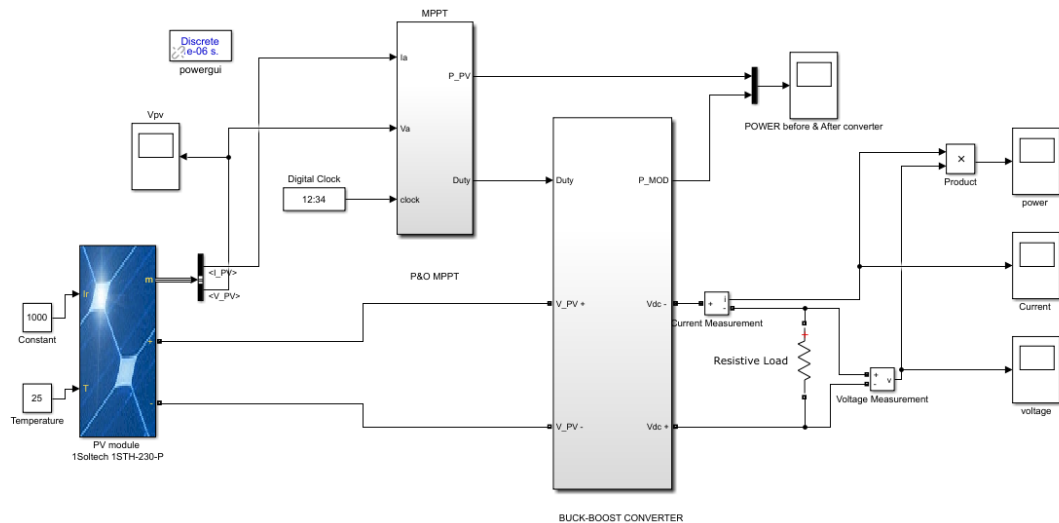 MPPT
Discrete
e-06 s.
powergui
Ia
P_PV
Vpv
Va
POWER before & After converter
Digital Clock
12:34
clock
Duty
Duty
P_MOD
×
Product
power
P&O MPPT
<I_PV>
<V_PV>
m
Ir
1000
Constant
+
V_PV +
Vdc -
+
i
-
Current Measurement
Current
Resistive Load
+
T
25
Temperature
-
V_PV -
Vdc +
+
-
v
Voltage Measurement
voltage
PV module
1Soltech 1STH-230-P
BUCK-BOOST CONVERTER